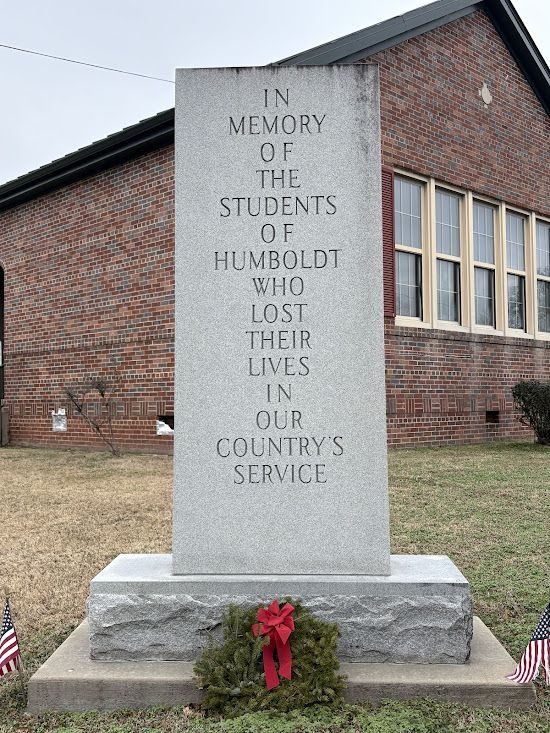 IN
MEMORY
OF
THE
STUDENTS
OF
HUMBOLDT
WHO
LOST
THEIR
LIVES
IN
OUR
COUNTRY'S
SERVICE